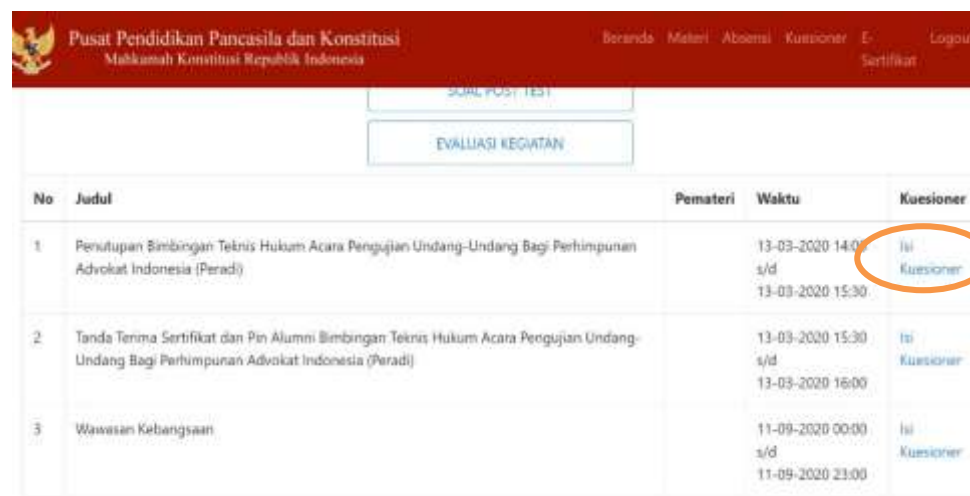 Pusat Pendidikan Pancasila dan Konstitusi
Mahkamah Konstitusi Republik Indonesia
Beranda Materi Absensi Kuesioner E-Sertifikat Logout
SOAL POST TEST
EVALUASI KEGIATAN
No Judul Pemateri Waktu Kuesioner
1 Penutupan Bimbingan Teknis Hukum Acara Pengujian Undang-Undang Bagi Perhimpunan
Advokat Indonesia (Peradi)
13-03-2020 14:00
s/d
13-03-2020 15:30
Isi
Kuesioner
2 Tanda Terima Sertifikat dan Pin Alumni Bimbingan Teknis Hukum Acara Pengujian Undang-
Undang Bagi Perhimpunan Advokat Indonesia (Peradi)
13-03-2020 15:30
s/d
13-03-2020 16:00
Isi
Kuesioner
3 Wawasan Kebangsaan
11-09-2020 00:00
s/d
11-09-2020 23:00
Isi
Kuesioner